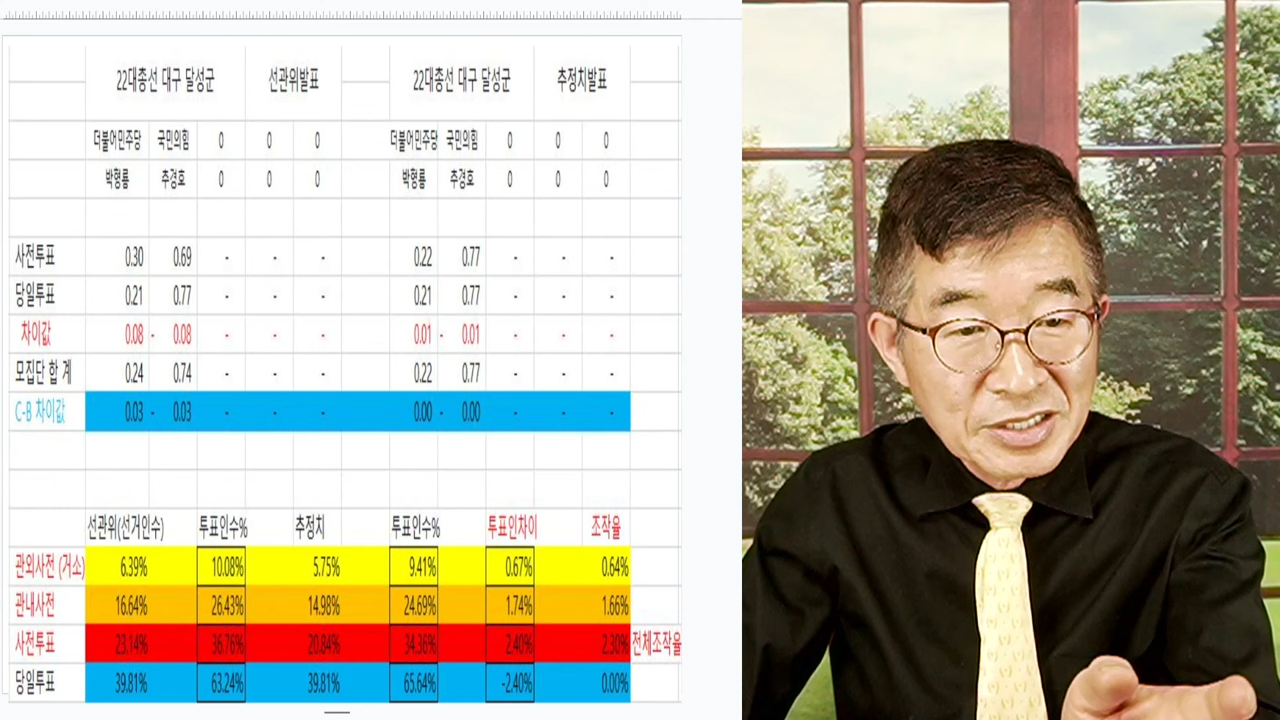 22대총선 대구 달성군 선관위발표 22대총선 대구 달성군 추정치발표
더불어민주당 국민의힘 0 0 0 더불어민주당 국민의힘 0 0 0
박형룡 추경호 0 0 0 박형룡 추경호 0 0 0
사전투표 0.30 0.69 - - - 0.22 0.77 - - -
당일투표 0.21 0.77 - - - 0.21 0.77 - - -
차이값 0.08 - 0.08 - - - 0.01 - 0.01 - - -
모집단 합 계 0.24 0.74 - - - 0.22 0.77 - - -
C-B 차이값 0.03 - 0.03 - - - 0.00 - 0.00 - - -
선관위(선거인수) 투표인수% 추정치 투표인수% 투표인차이 조작율
관외사전 (거소) 6.39% 10.08% 5.75% 9.41% 0.67% 0.64%
관내사전 16.64% 26.43% 14.98% 24.69% 1.74% 1.66%
사전투표 23.14% 36.76% 20.84% 34.36% 2.40% 2.30% 전체조작율
당일투표 39.81% 63.24% 39.81% 65.64% -2.40% 0.00%